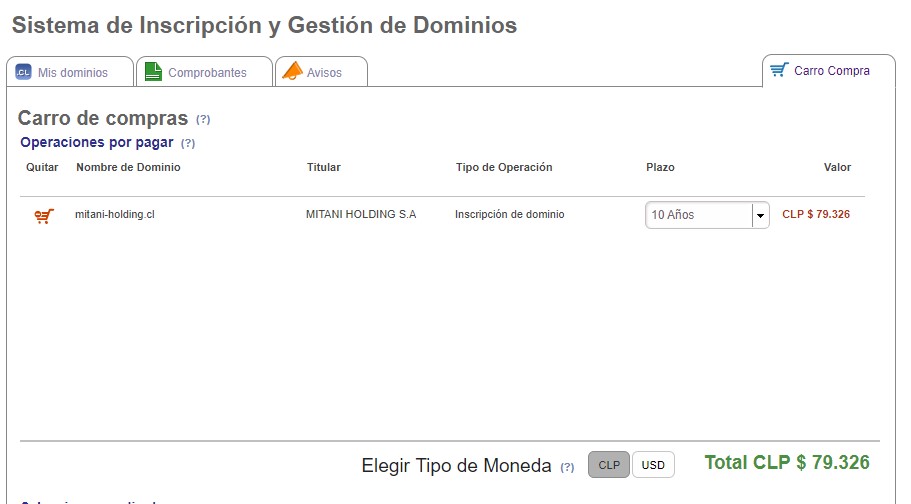 Sistema de Inscripción y Gestión de Dominios
.CL Mis dominios Comprobantes Avisos Carro Compra
Carro de compras (?)
Operaciones por pagar (?)
Quitar Nombre de Dominio Titular Tipo de Operación Plazo Valor
mitani-holding.cl MITANI HOLDING S.A Inscripción de dominio 10 Años CLP $ 79.326
Elegir Tipo de Moneda (?) CLP USD Total CLP $ 79.326